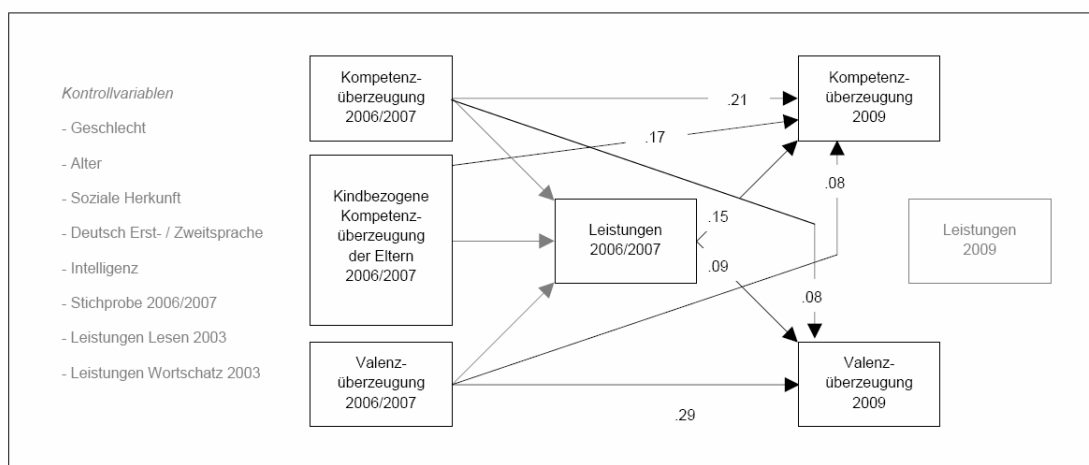 Kontrollvariablen
- Geschlecht
- Alter
- Soziale Herkunft
- Deutsch Erst- / Zweitsprache
- Intelligenz
- Stichprobe 2006/2007
- Leistungen Lesen 2003
- Leistungen Wortschatz 2003
Kompetenz-
überzeugung
2006/2007
Kindbezogene
Kompetenz-
überzeugung
der Eltern
2006/2007
Valenz-
überzeugung
2006/2007
Leistungen
2006/2007
.21
.17
.15
.09
.08
.08
.29
Kompetenz-
überzeugung
2009
Leistungen
2009
Valenz-
überzeugung
2009